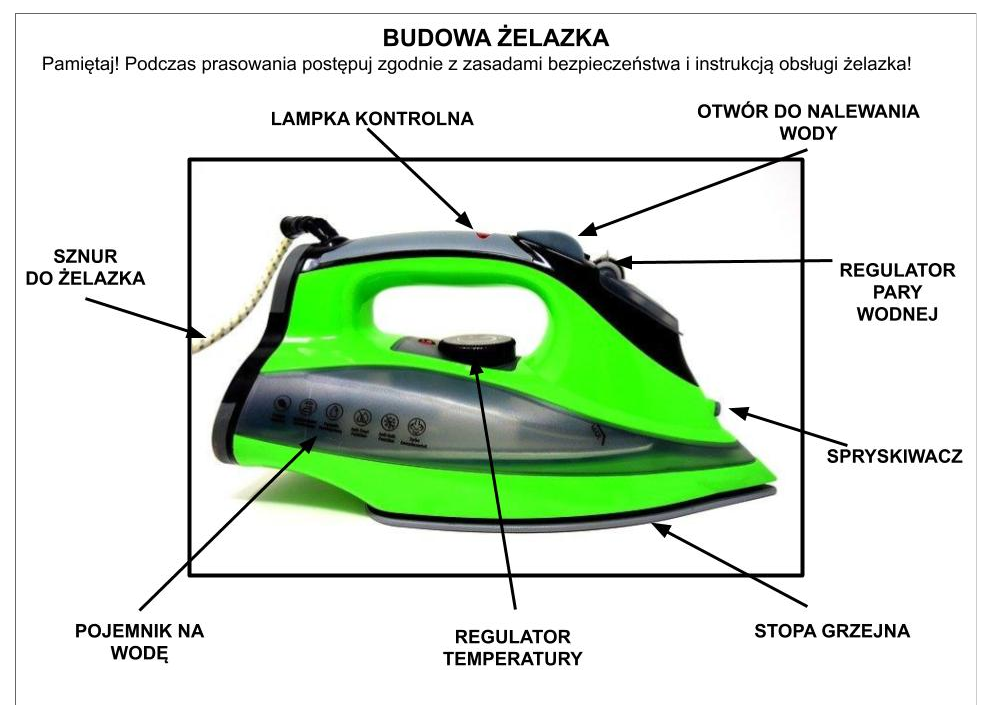 BUDOWA ŻELAZKA
Pamiętaj! Podczas prasowania postępuj zgodnie z zasadami bezpieczeństwa i instrukcją obsługi żelazka!
LAMPKA KONTROLNA
OTWÓR DO NALEWANIA
WODY
SZNUR
DO ŻELAZKA
REGULATOR
PARY
WODNEJ
SPRYSKIWACZ
POJEMNIK NA
WODĘ
REGULATOR
TEMPERATURY
STOPA GRZEJNA